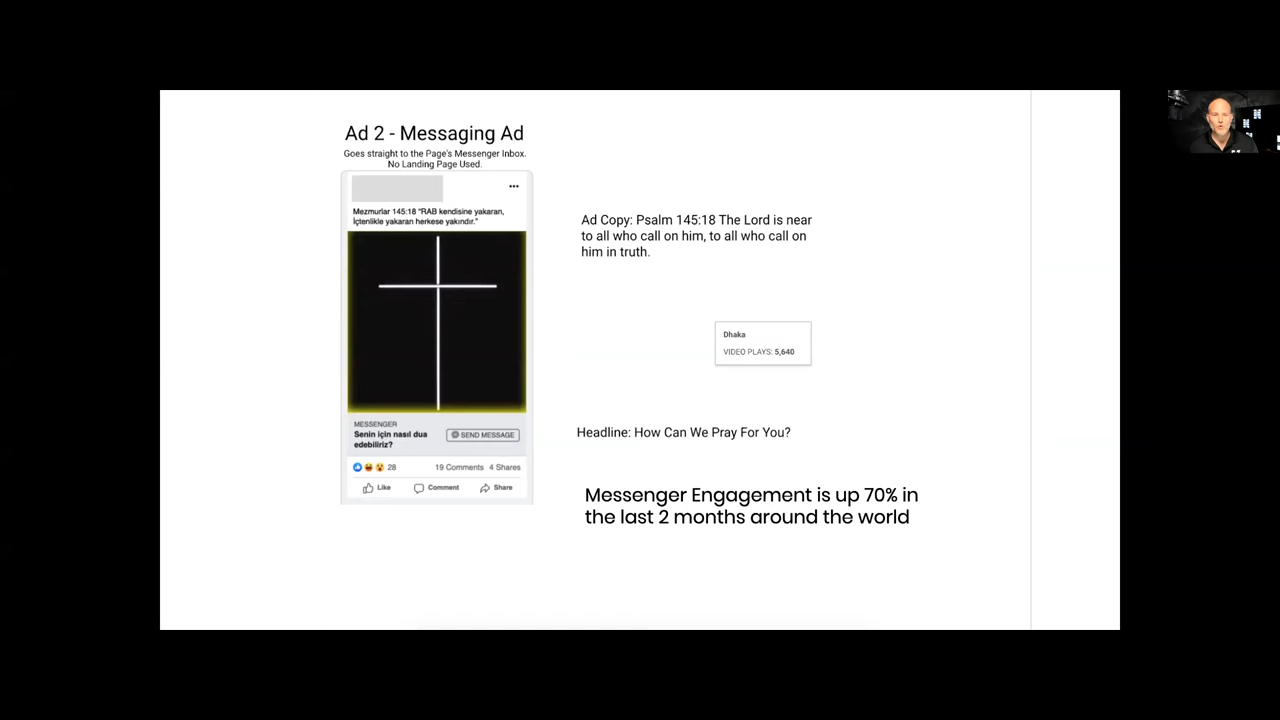 Ad 2 - Messaging Ad
Goes straight to the Page's Messenger Inbox.
No Landing Page Used.
Mezmurlar 145:18 “RAB kendisine yakaran,
İçtenlikle yakaran herkese yakındır.”
MESSENGER
Senin için nasıl dua
edebiliriz?
SEND MESSAGE
28
19 Comments 4 Shares
Like
Comment
Share
Ad Copy: Psalm 145:18 The Lord is near
to all who call on him, to all who call on
him in truth.
Dhaka
VIDEO PLAYS: 5,640
Headline: How Can We Pray For You?
Messenger Engagement is up 70% in
the last 2 months around the world